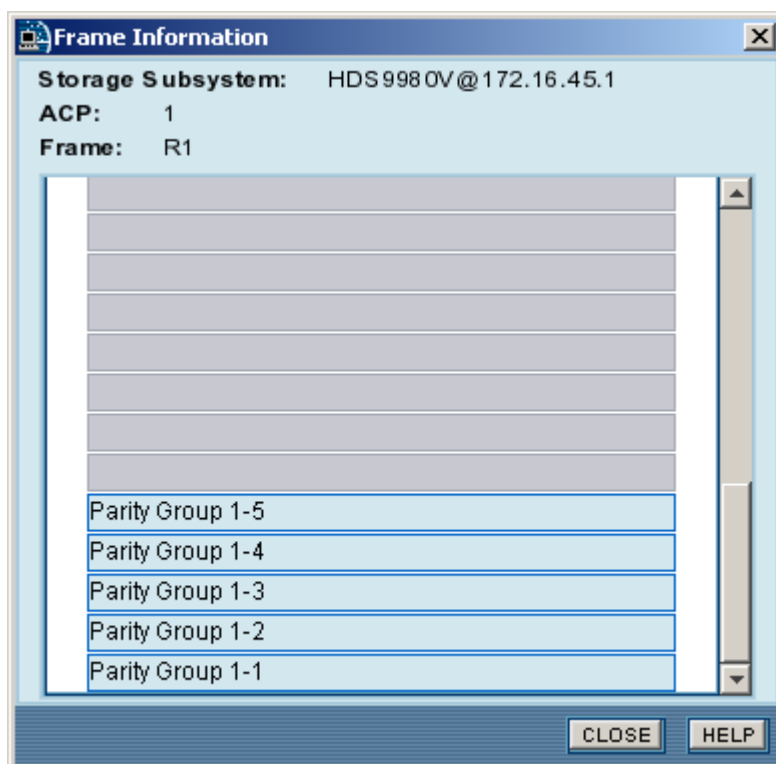 Frame Information
Storage Subsystem: HDS9980V@172.16.45.1
ACP: 1
Frame: R1
Parity Group 1-5
Parity Group 1-4
Parity Group 1-3
Parity Group 1-2
Parity Group 1-1
CLOSE HELP